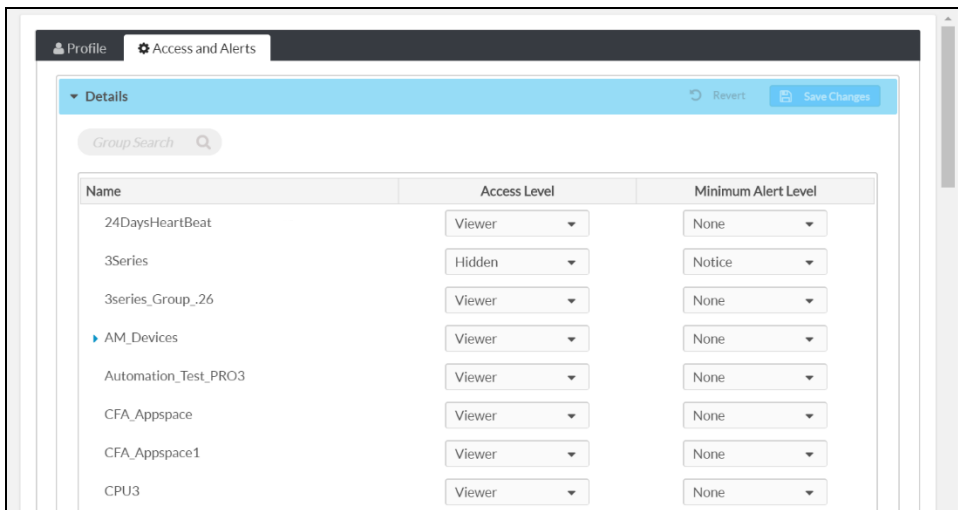 Profile Access and Alerts
Details Revert Save Changes
Group Search
Name Access Level Minimum Alert Level
24DaysHeartBeat Viewer None
3Series Hidden Notice
3series_Group_.26 Viewer None
AM_Devices Viewer None
Automation_Test_PRO3 Viewer None
CFA_Appspace Viewer None
CFA_Appspace1 Viewer None
CPU3 Viewer None